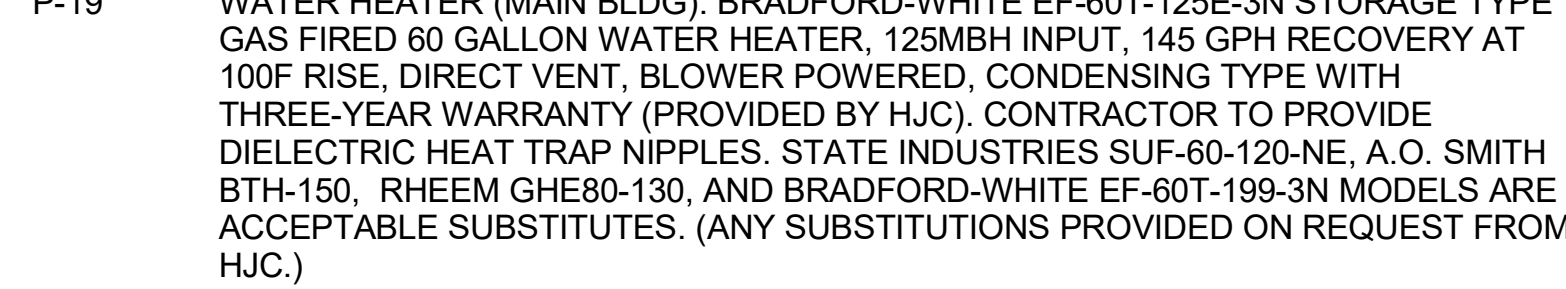 P-19 WATER HEATER (MAIN BLDG). BRADFORD-WHITE EF-60T-125E-3N STORAGE TYPE
GAS FIRED 60 GALLON WATER HEATER, 125MBH INPUT, 145 GPH RECOVERY AT
100F RISE, DIRECT VENT, BLOWER POWERED, CONDENSING TYPE WITH
THREE-YEAR WARRANTY (PROVIDED BY HJC). CONTRACTOR TO PROVIDE
DIELECTRIC HEAT TRAP NIPPLES. STATE INDUSTRIES SUF-60-120-NE, A.O. SMITH
BTH-150, RHEEM GHE80-130, AND BRADFORD-WHITE EF-60T-199-3N MODELS ARE
ACCEPTABLE SUBSTITUTES. (ANY SUBSTITUTIONS PROVIDED ON REQUEST FROM
HJC.)